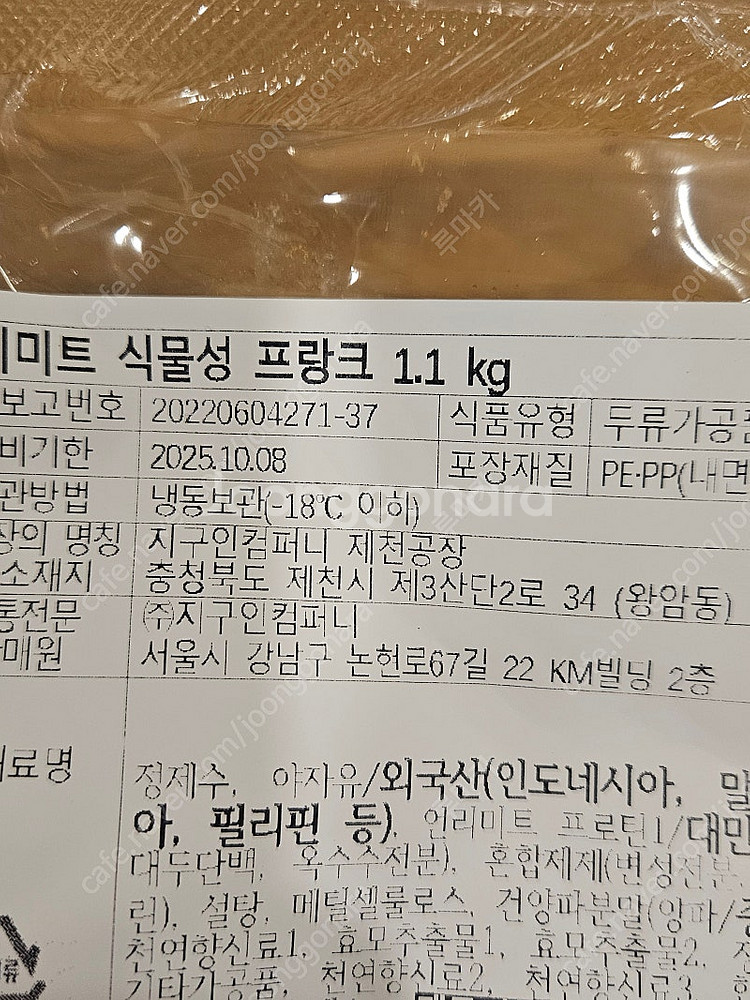 미트 식물성 프랑크 1.1 kg
보고번호 20220604271-37 식품유형 두류가공
비기한 2025.10.08 포장재질 PE·PP(내면
관방법 냉동보관(-18℃ 이하)
의 명칭 지구인컴퍼니 제천공장
소재지 충청북도 제천시 제3산단2로 34 (왕암동)
통전문 ㈜지구인컴퍼니
매원 서울시 강남구 논현로67길 22 KM빌딩 2층
료명 정제수, 야자유/외국산(인도네시아, 말
아, 필리핀 등), 언리미트 프로틴1/대만
대두단백, 옥수수전분), 혼합제제(변성전분,
린), 설탕, 메틸셀룰로스, 건양파분말(양파/중
천연향신료1, 효모추출물1, 효모추출물2,
기타가공품, 천연향신료2, 천연향신료3,
루마카
joonggonara
cafe.naver.com/joonggonara